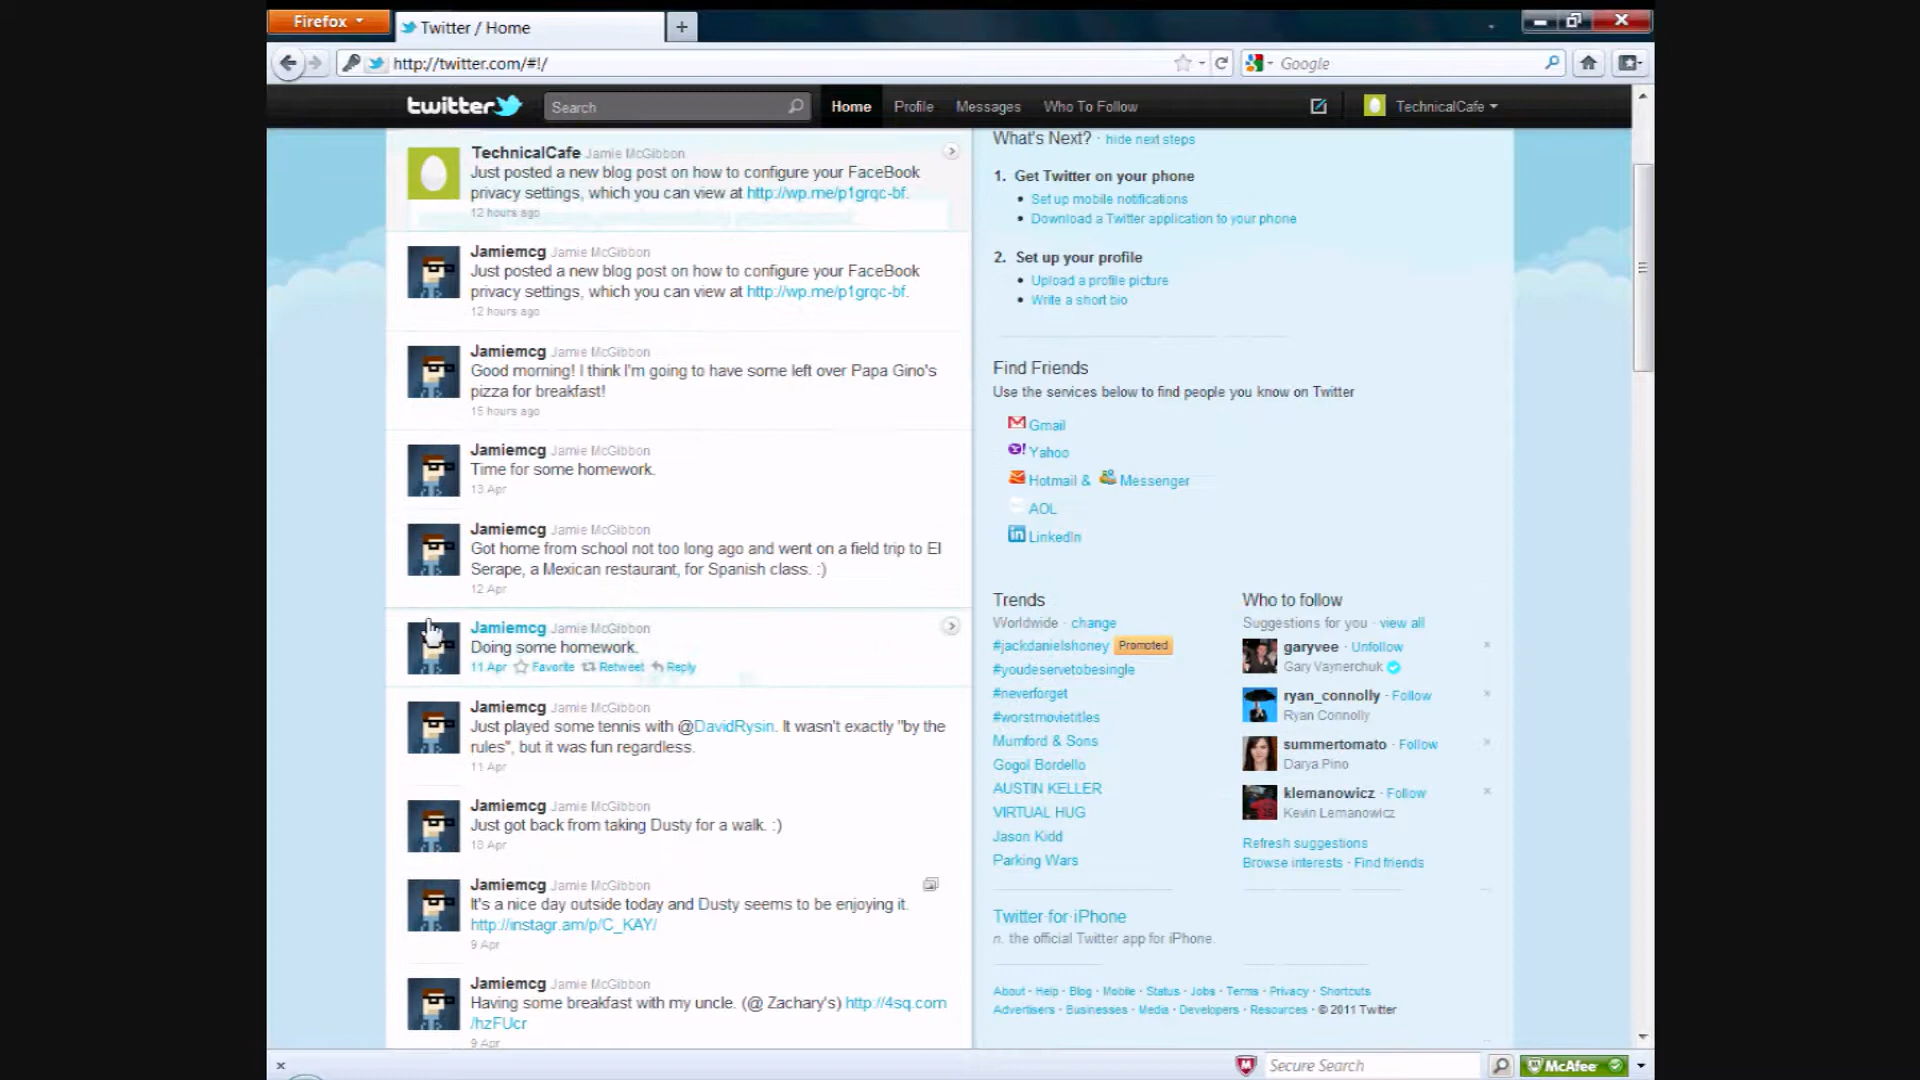 Firefox
Twitter / Home
http://twitter.com/#!/
Google
twitter
Search
Home
Profile
Messages
Who To Follow
TechnicalCafe
TechnicalCafe Jamie McGibbon
Just posted a new blog post on how to configure your FaceBook
privacy settings, which you can view at http://wp.me/p1grqc-bf.
12 hours ago
Jamiemcg Jamie McGibbon
Just posted a new blog post on how to configure your FaceBook
privacy settings, which you can view at http://wp.me/p1grqc-bf.
12 hours ago
Jamiemcg Jamie McGibbon
Good morning! I think I'm going to have some left over Papa Gino's
pizza for breakfast!
15 hours ago
Jamiemcg Jamie McGibbon
Time for some homework.
13 Apr
Jamiemcg Jamie McGibbon
Got home from school not too long ago and went on a field trip to El
Serape, a Mexican restaurant, for Spanish class. :)
12 Apr
Jamiemcg Jamie McGibbon
Doing some homework.
11 Apr Favorite Retweet Reply
Jamiemcg Jamie McGibbon
Just played some tennis with @DavidRysin. It wasn't exactly "by the
rules", but it was fun regardless.
11 Apr
Jamiemcg Jamie McGibbon
Just got back from taking Dusty for a walk. :)
Apr
Jamiemcg Jamie McGibbon
It's a nice day outside today and Dusty seems to be enjoying it.
http://instagr.am/p/C_KAY/
9 Apr
Jamiemcg Jamie McGibbon
Having some breakfast with my uncle. (@ Zachary's) http://4sq.com
/hzFUcr
9 Apr
What's Next? · hide next steps
1. Get Twitter on your phone
• Set up mobile notifications
• Download a Twitter application to your phone
2. Set up your profile
• Upload a profile picture
• Write a short bio
Find Friends
Use the services below to find people you know on Twitter
Gmail
Yahoo
Hotmail & Messenger
AOL
LinkedIn
Trends
Worldwide · change
#jackdanielshoney Promoted
#youdeservetobesingle
#neverforget
#worstmovietitles
Mumford & Sons
Gogol Bordello
AUSTIN KELLER
VIRTUAL HUG
Jason Kidd
Parking Wars
Who to follow
Suggestions for you · view all
garyvee · Unfollow
Gary Vaynerchuk
ryan_connolly · Follow
Ryan Connolly
summertomato · Follow
Darya Pino
klemanowicz · Follow
Kevin Lemanowicz
Refresh suggestions
Browse interests · Find friends
Twitter for iPhone
n. the official Twitter app for iPhone.
About · Help · Blog · Mobile · Status · Jobs · Terms · Privacy · Shortcuts
Advertisers · Businesses · Media · Developers · Resources · © 2011 Twitter
Secure Search
McAfee